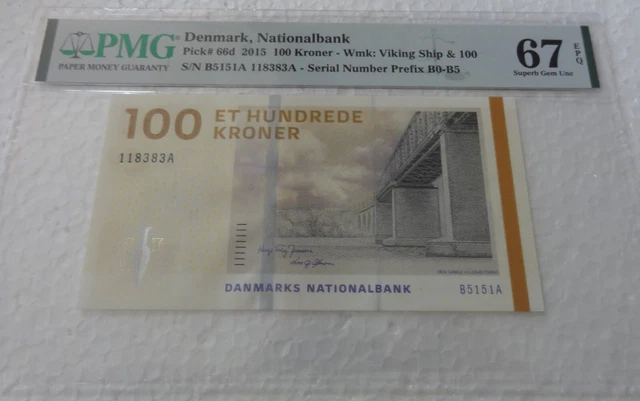 PMG
PAPER MONEY GUARANTY
Denmark, Nationalbank
Pick# 66d 2015 100 Kroner - Wmk: Viking Ship & 100
S/N B5151A 118383A - Serial Number Prefix B0-B5
67
EPQ
Superb Gem Unc
100
ET HUNDREDE
KRONER
118383A
DANMARKS NATIONALBANK
B5151A